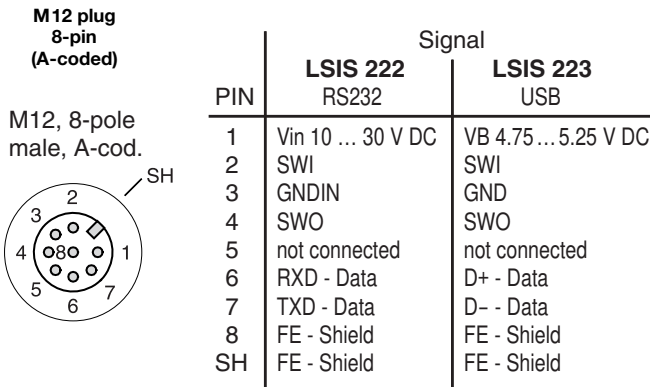 M12 plug
8-pin
(A-coded)
M12, 8-pole
male, A-cod.
SH
2
3
4
8
1
5
6
7
Signal
LSIS 222 LSIS 223
PIN RS232 USB
1 Vin 10 … 30 V DC VB 4.75 … 5.25 V DC
2 SWI SWI
3 GNDIN GND
4 SWO SWO
5 not connected not connected
6 RXD - Data D+ - Data
7 TXD - Data D− - Data
8 FE - Shield FE - Shield
SH FE - Shield FE - Shield